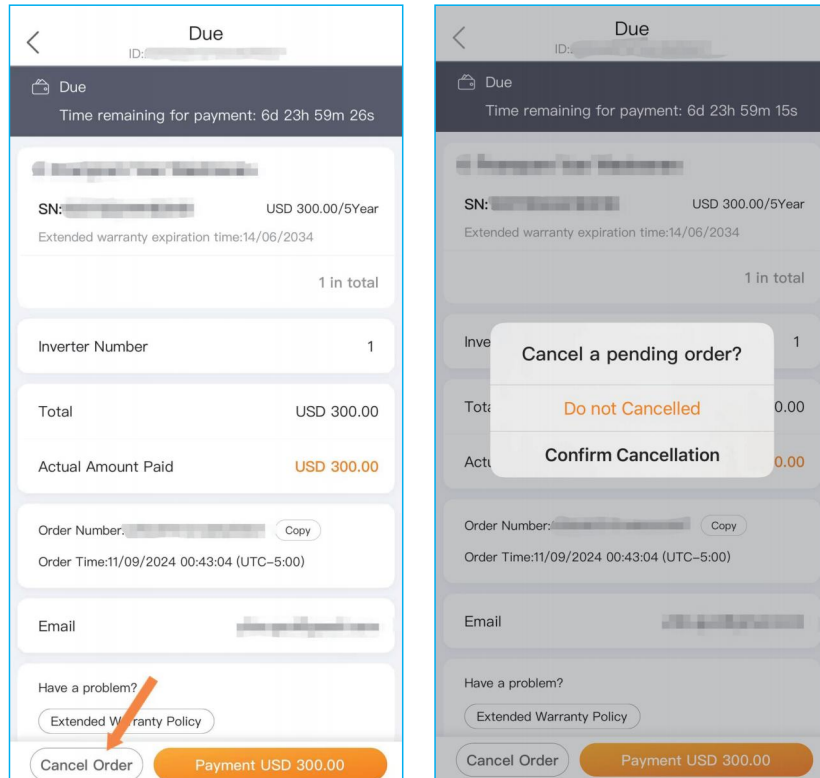 Due
ID:
Due
Time remaining for payment: 6d 23h 59m 26s
SN:
USD 300.00/5Year
Extended warranty expiration time:14/06/2034
1 in total
Inverter Number 1
Total USD 300.00
Actual Amount Paid USD 300.00
Order Number: Copy
Order Time:11/09/2024 00:43:04 (UTC-5:00)
Email
Have a problem?
Extended Warranty Policy
Cancel Order Payment USD 300.00
Due
ID:
Due
Time remaining for payment: 6d 23h 59m 15s
SN:
USD 300.00/5Year
Extended warranty expiration time:14/06/2034
1 in total
Inve 1
Cancel a pending order?
Tota 0.00
Do not Cancelled
Actu 0.00
Confirm Cancellation
Order Number: Copy
Order Time:11/09/2024 00:43:04 (UTC-5:00)
Email
Have a problem?
Extended Warranty Policy
Cancel Order Payment USD 300.00